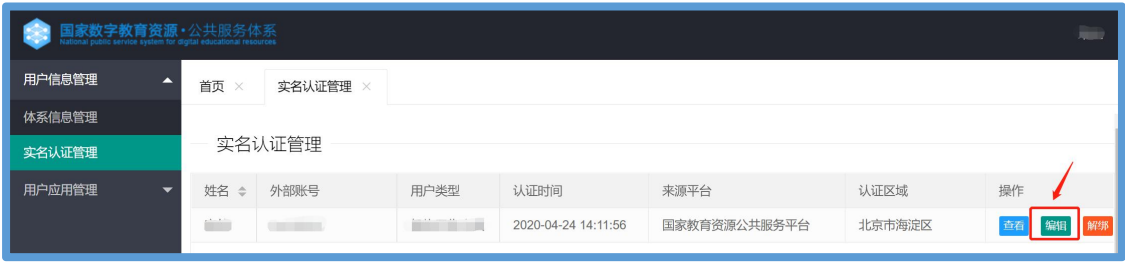 国家数字教育资源·公共服务体系
National public service system for digital educational resources
用户信息管理
首页 × 实名认证管理 ×
体系信息管理
实名认证管理
实名认证管理
用户应用管理
姓名 外部账号 用户类型 认证时间 来源平台 认证区域 操作
2020-04-24 14:11:56 国家教育资源公共服务平台 北京市海淀区 查看 编辑 解绑